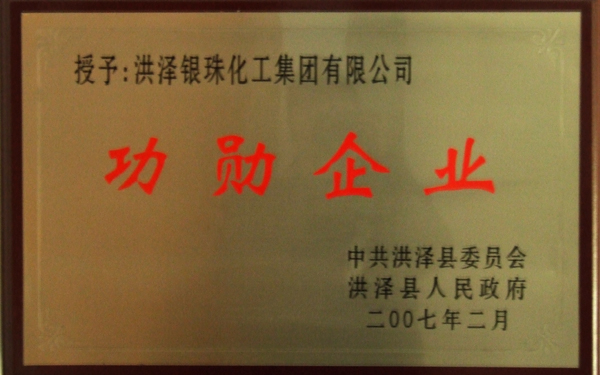 授予:洪泽银珠化工集团有限公司
功勋企业
中共洪泽县委员会
洪泽县人民政府
二00七年二月